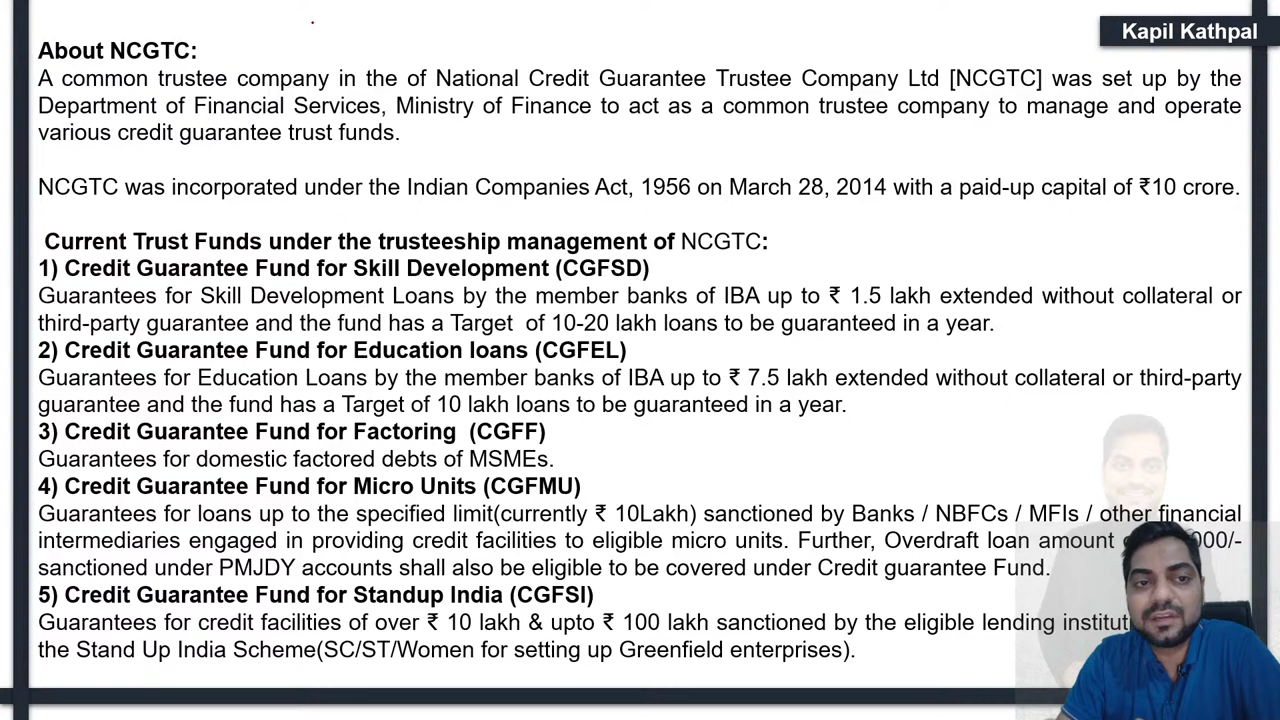 Kapil Kathpal
About NCGTC:
A common trustee company in the of National Credit Guarantee Trustee Company Ltd [NCGTC] was set up by the
Department of Financial Services, Ministry of Finance to act as a common trustee company to manage and operate
various credit guarantee trust funds.
NCGTC was incorporated under the Indian Companies Act, 1956 on March 28, 2014 with a paid-up capital of ₹10 crore.
Current Trust Funds under the trusteeship management of NCGTC:
1) Credit Guarantee Fund for Skill Development (CGFSD)
Guarantees for Skill Development Loans by the member banks of IBA up to ₹ 1.5 lakh extended without collateral or
third-party guarantee and the fund has a Target of 10-20 lakh loans to be guaranteed in a year.
2) Credit Guarantee Fund for Education loans (CGFEL)
Guarantees for Education Loans by the member banks of IBA up to ₹ 7.5 lakh extended without collateral or third-party
guarantee and the fund has a Target of 10 lakh loans to be guaranteed in a year.
3) Credit Guarantee Fund for Factoring (CGFF)
Guarantees for domestic factored debts of MSMEs.
4) Credit Guarantee Fund for Micro Units (CGFMU)
Guarantees for loans up to the specified limit(currently ₹ 10Lakh) sanctioned by Banks / NBFCs / MFIs / other financial
intermediaries engaged in providing credit facilities to eligible micro units. Further, Overdraft loan amount
sanctioned under PMJDY accounts shall also be eligible to be covered under Credit guarantee Fund.
5) Credit Guarantee Fund for Standup India (CGFSI)
Guarantees for credit facilities of over ₹ 10 lakh & upto ₹ 100 lakh sanctioned by the eligible lending
the Stand Up India Scheme(SC/ST/Women for setting up Greenfield enterprises).